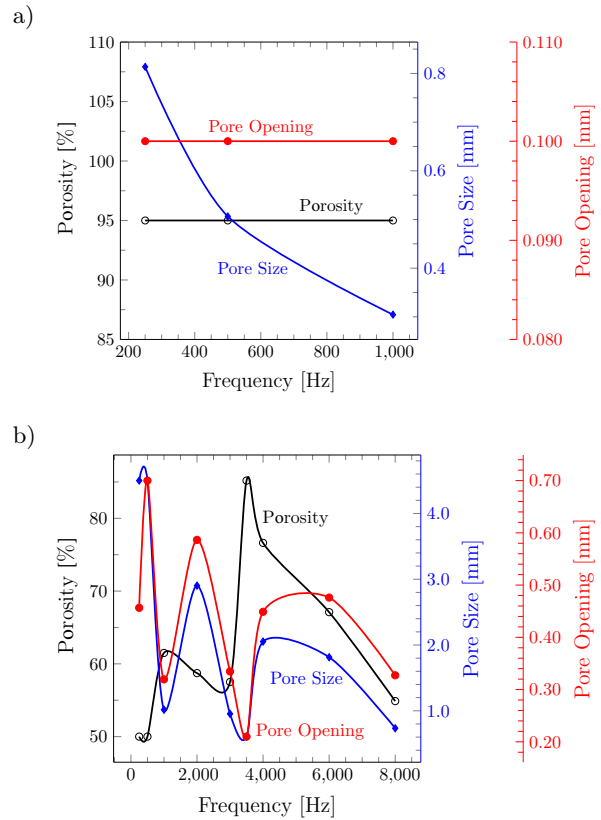 a)
110
105
100
95
90
85
Porosity [%]
200
400
600
800
1,000
Frequency [Hz]
Pore Opening
Porosity
Pore Size
0.8
0.6
0.4
Pore Size [mm]
0.110
0.100
0.090
0.080
Pore Opening [mm]
b)
80
70
60
50
Porosity [%]
0
2,000
4,000
6,000
8,000
Frequency [Hz]
Porosity
Pore Size
Pore Opening
4.0
3.0
2.0
1.0
Pore Size [mm]
0.70
0.60
0.50
0.40
0.30
0.20
Pore Opening [mm]